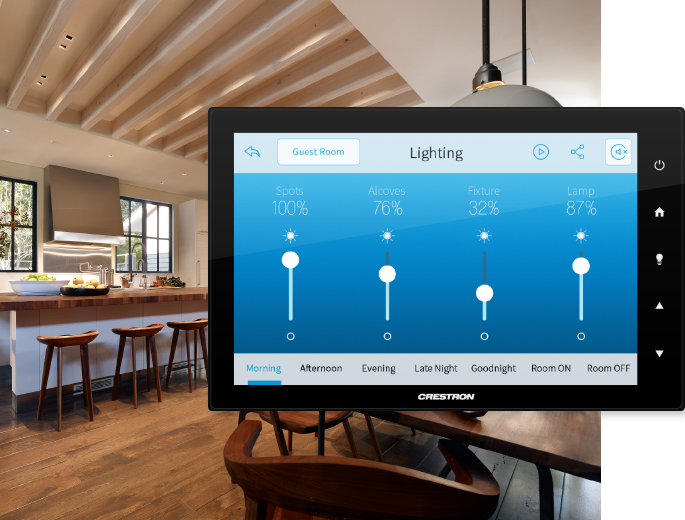 Guest Room
Lighting
Spots
100%
Alcoves
76%
Fixture
32%
Lamp
87%
Morning
Afternoon
Evening
Late Night
Goodnight
Room ON
Room OFF
CRESTRON